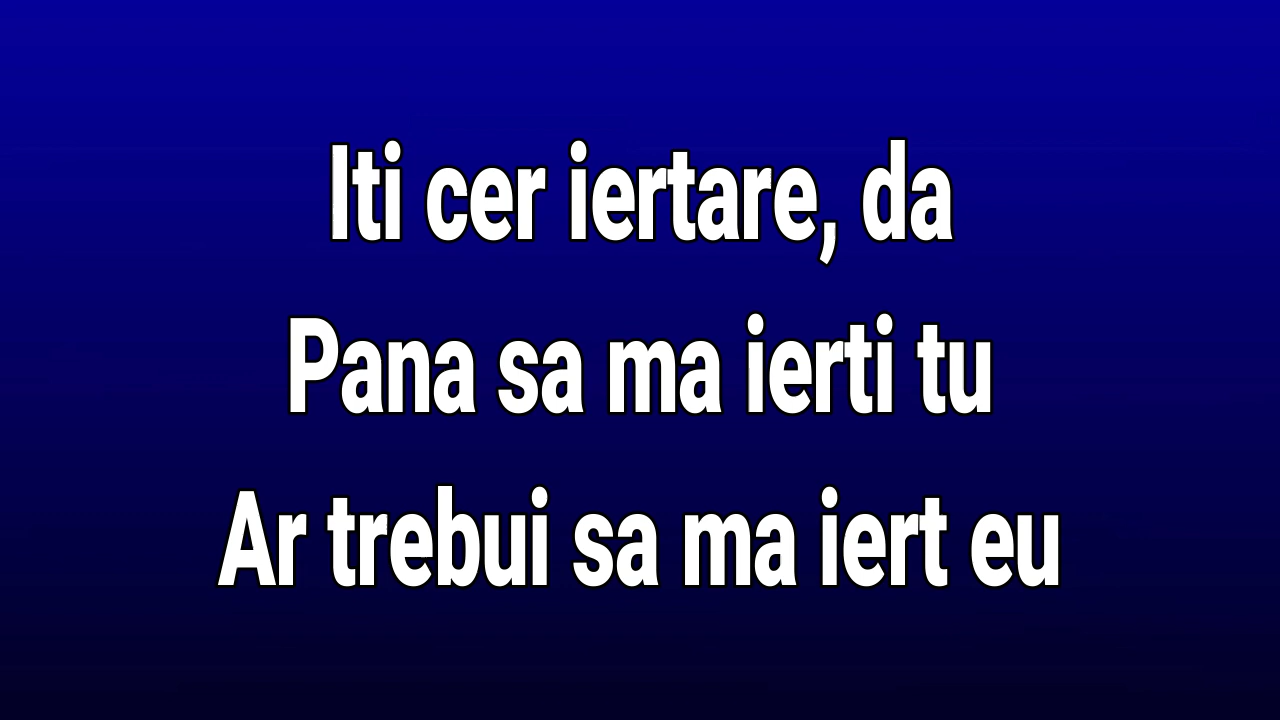 Iti cer iertare, da
Pana sa ma ierti tu
Ar trebui sa ma iert eu